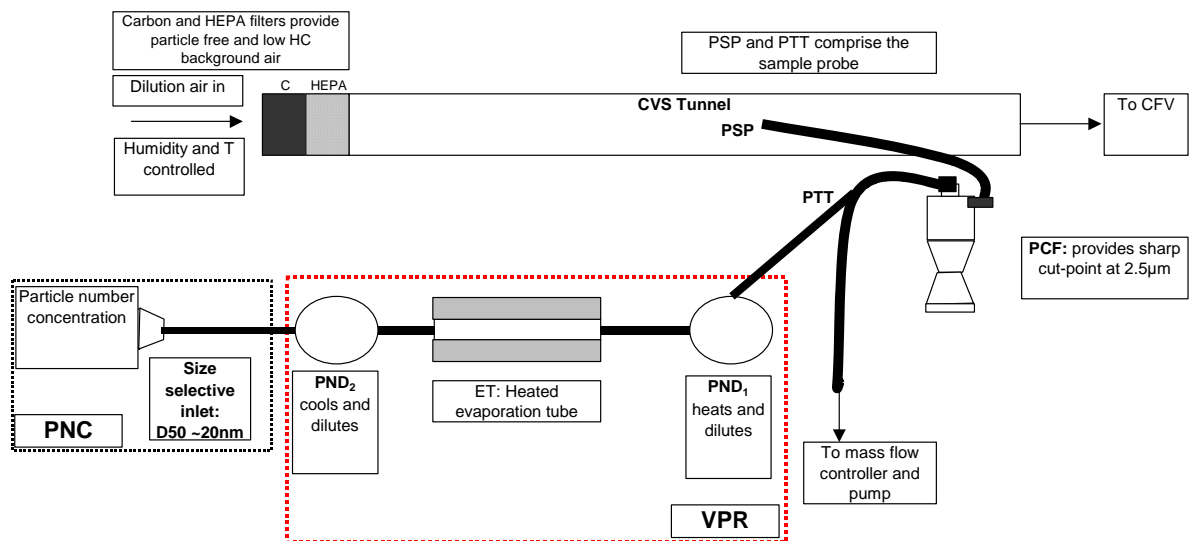 Carbon and HEPA filters provide
particle free and low HC
background air
PSP and PTT comprise the
sample probe
Dilution air in
C HEPA
CVS Tunnel
To CFV
PSP
Humidity and T
controlled
PTT
PCF: provides sharp
cut-point at 2.5µm
Particle number
concentration
Size
selective
inlet:
D50 ~20nm
PNC
PND2
cools and
dilutes
ET: Heated
evaporation tube
PND1
heats and
dilutes
To mass flow
controller and
pump
VPR